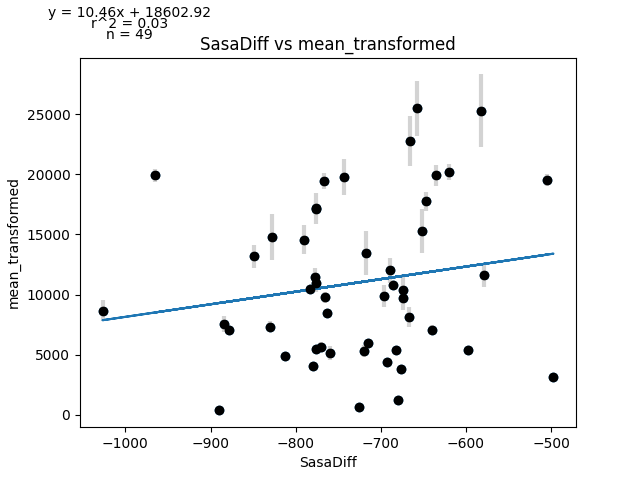 y = 10.46x + 18602.92
r^2 = 0.03
n = 49
SasaDiff vs mean_transformed
mean_transformed
25000
20000
15000
10000
5000
0
−1000 −900 −800 −700 −600 −500
SasaDiff